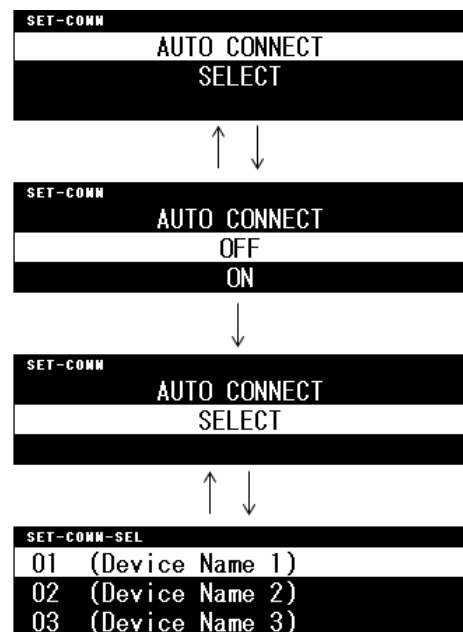 SET-CONN
AUTO CONNECT
SELECT
SET-CONN
AUTO CONNECT
OFF
ON
SET-CONN
AUTO CONNECT
SELECT
SET-CONN-SEL
01 (Device Name 1)
02 (Device Name 2)
03 (Device Name 3)